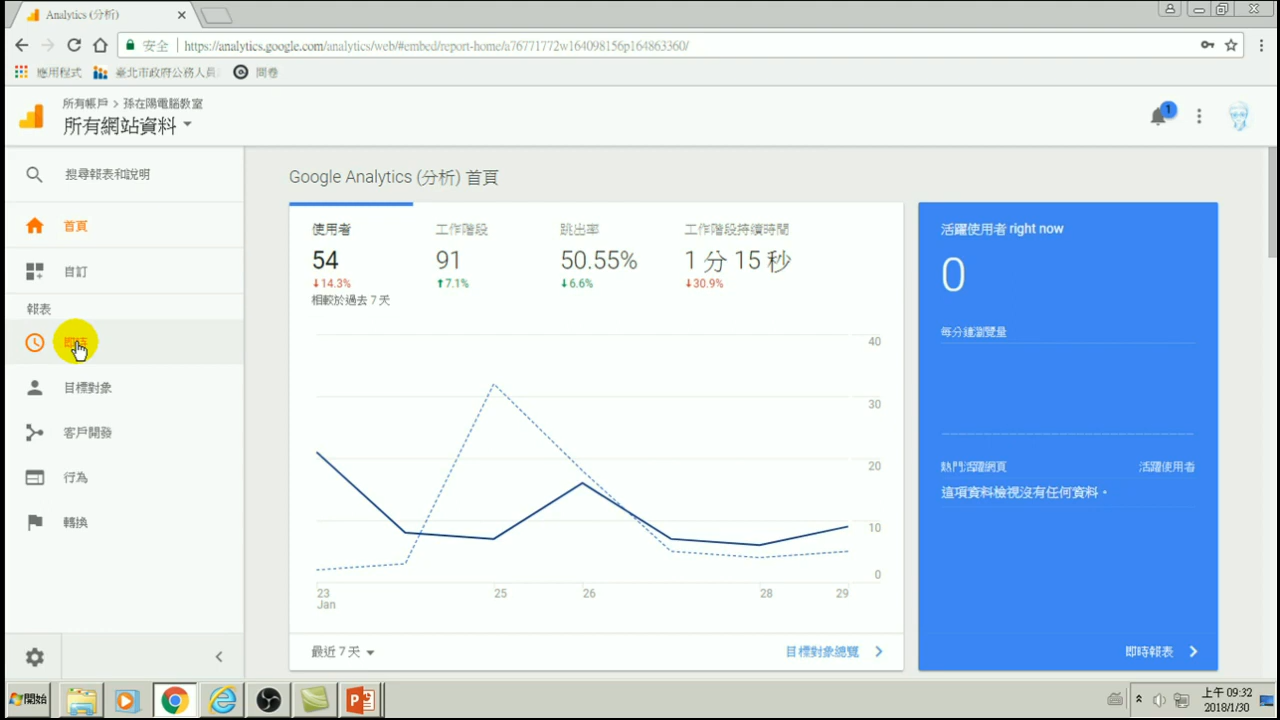 Analytics (分析)
安全
https://analytics.google.com/analytics/web/#embed/report-home/a76771772w164098156p164863360/
應用程式
臺北市政府公務人員
問卷
所有帳戶 > 孫在陽電腦教室
所有網站資料
1
搜尋報表和說明
首頁
自訂
報表
即時
目標對象
客戶開發
行為
轉換
Google Analytics (分析) 首頁
使用者
工作階段
跳出率
工作階段持續時間
54
91
50.55%
1 分 15 秒
↓14.3%
↑7.1%
↓6.6%
↓30.9%
相較於過去 7 天
40
30
20
10
0
23
25
26
28
29
Jan
最近 7 天
目標對象總覽
活躍使用者 right now
0
每分鐘瀏覽量
熱門活躍網頁
活躍使用者
這項資料檢視沒有任何資料。
即時報表
開始
上午 09:32
2018/1/30